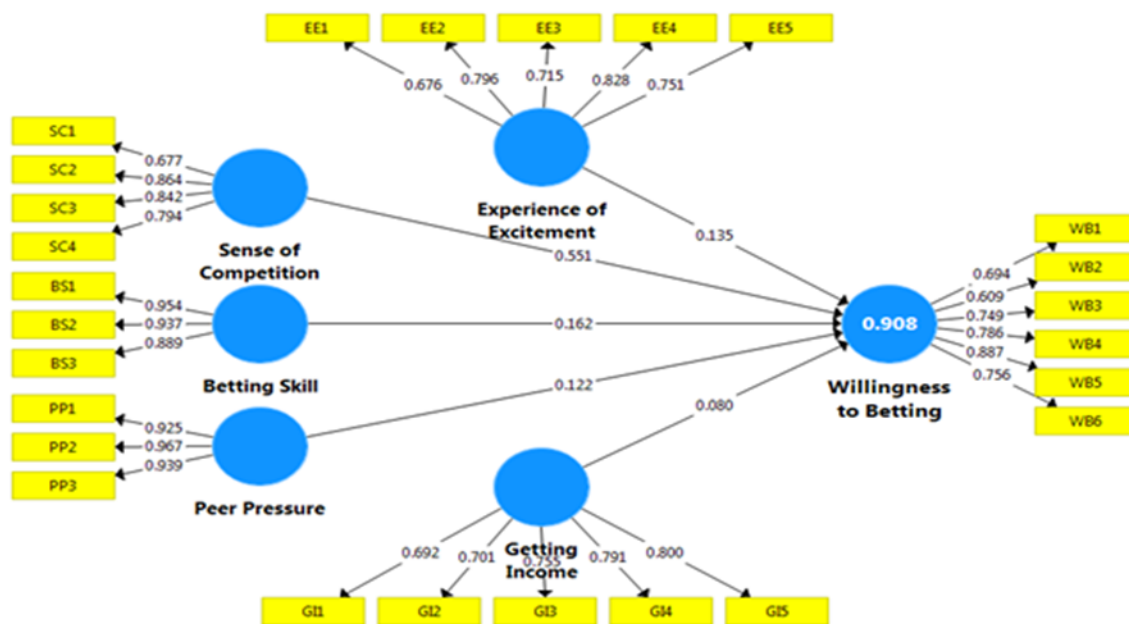 EE1 EE2 EE3 EE4 EE5
0.676 0.796 0.715 0.828 0.751
Experience of
Excitement
SC1
SC2
SC3
SC4
0.677
0.864
0.842
0.794
Sense of
Competition
BS1
BS2
BS3
0.954
0.937
0.889
Betting Skill
PP1
PP2
PP3
0.925
0.967
0.939
Peer Pressure
0.135
0.551
0.162
0.122
0.080
0.908
Willingness
to Betting
0.694
0.609
0.749
0.786
0.887
0.756
WB1
WB2
WB3
WB4
WB5
WB6
Getting
Income
0.692 0.701 0.755 0.791 0.800
GI1 GI2 GI3 GI4 GI5